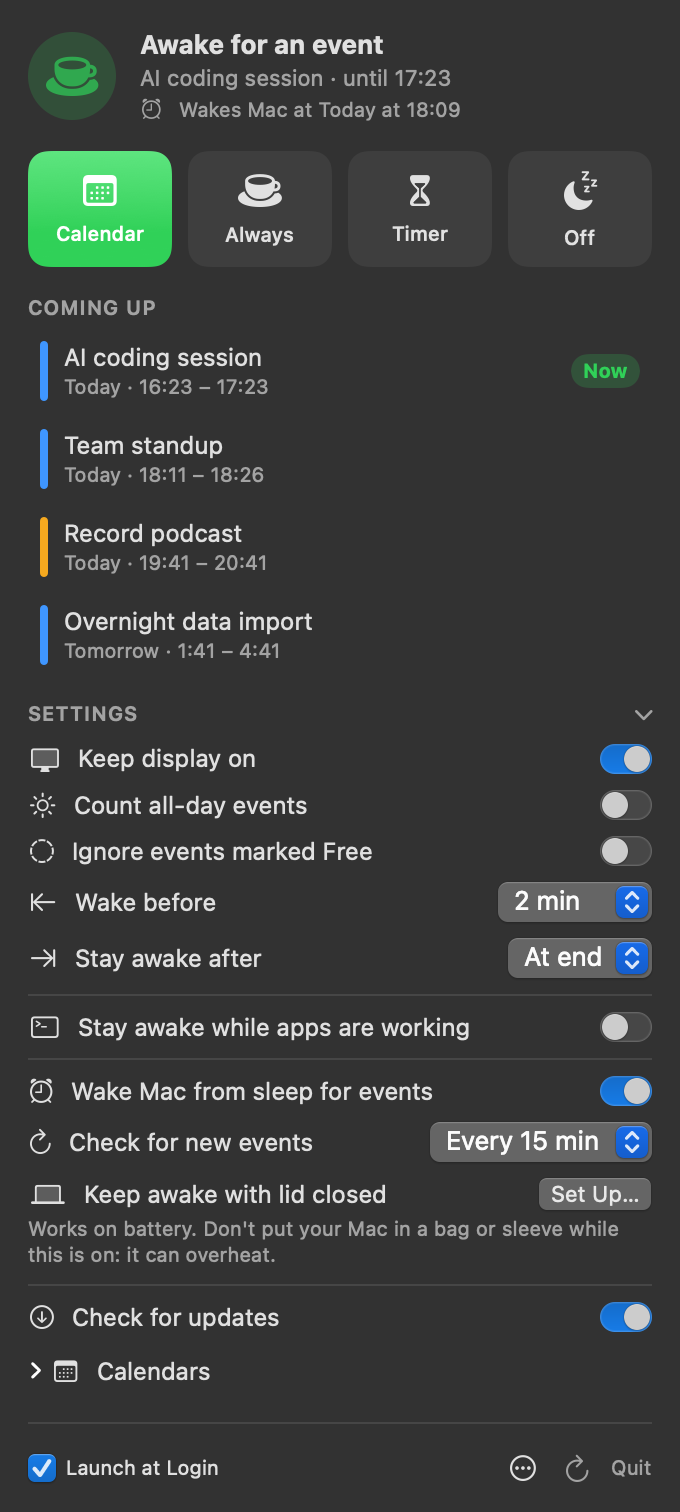 Awake for an event
AI coding session · until 17:23
Wakes Mac at Today at 18:09
Calendar
Always
Timer
Off
COMING UP
AI coding session
Today · 16:23 – 17:23
Now
Team standup
Today · 18:11 – 18:26
Record podcast
Today · 19:41 – 20:41
Overnight data import
Tomorrow · 1:41 – 4:41
SETTINGS
Keep display on
Count all-day events
Ignore events marked Free
Wake before
2 min
Stay awake after
At end
Stay awake while apps are working
Wake Mac from sleep for events
Check for new events
Every 15 min
Keep awake with lid closed
Set Up...
Works on battery. Don't put your Mac in a bag or sleeve while
this is on: it can overheat.
Check for updates
Calendars
Launch at Login
Quit